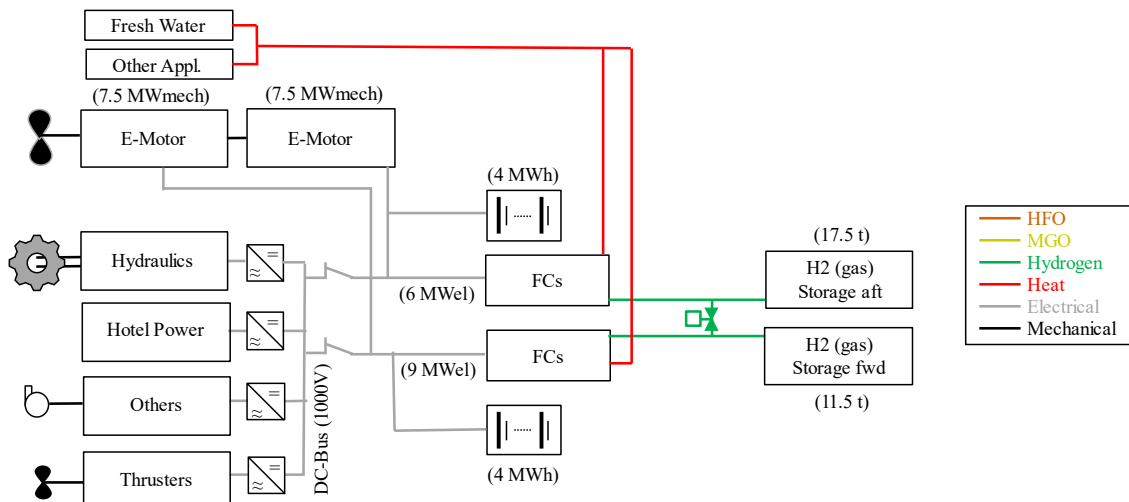 Fresh Water
Other Appl.
(7.5 MWmech)
(7.5 MWmech)
E-Motor
E-Motor
(4 MWh)
Hydraulics
=
≈
(6 MWel)
FCs
(17.5 t)
H2 (gas)
Storage aft
Hotel Power
=
≈
(9 MWel)
FCs
H2 (gas)
Storage fwd
(11.5 t)
Others
=
≈
DC-Bus (1000V)
(4 MWh)
Thrusters
=
≈
HFO
MGO
Hydrogen
Heat
Electrical
Mechanical